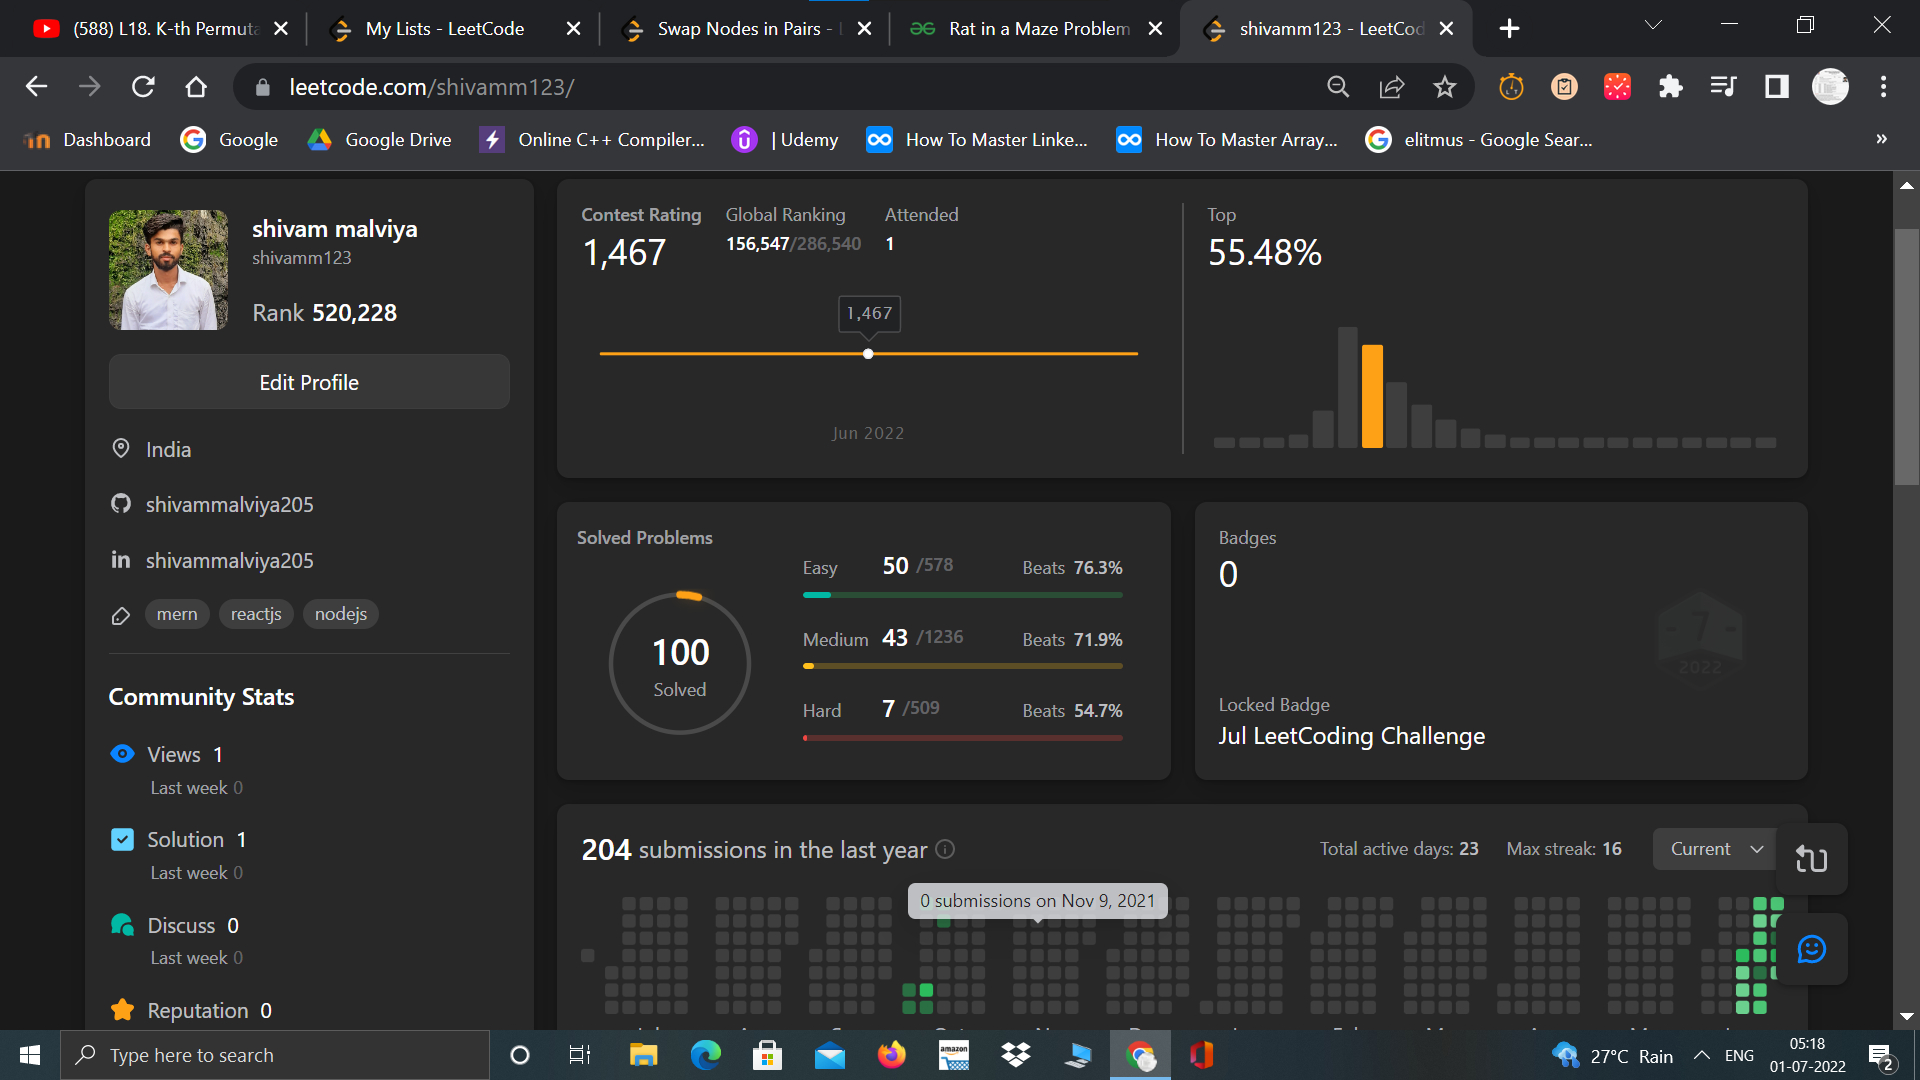 (588) L18. K-th Permuta
My Lists - LeetCode
Swap Nodes in Pairs -
Rat in a Maze Problem
shivamm123 - LeetCod
leetcode.com/shivamm123/
Dashboard
Google
Google Drive
Online C++ Compiler...
| Udemy
How To Master Linke...
How To Master Array...
elitmus - Google Sear...
shivam malviya
shivamm123
Rank 520,228
Edit Profile
India
shivammalviya205
shivammalviya205
mern reactjs nodejs
Community Stats
Views 1
Last week 0
Solution 1
Last week 0
Discuss 0
Last week 0
Reputation 0
Contest Rating
1,467
Global Ranking
156,547/286,540
Attended
1
1,467
Jun 2022
Top
55.48%
Solved Problems
100
Solved
Easy 50 /578 Beats 76.3%
Medium 43 /1236 Beats 71.9%
Hard 7 /509 Beats 54.7%
Badges
0
7
2022
Locked Badge
Jul LeetCoding Challenge
204 submissions in the last year
Total active days: 23 Max streak: 16
Current
0 submissions on Nov 9, 2021
Type here to search
amazon
27°C Rain
ENG
05:18
01-07-2022
2